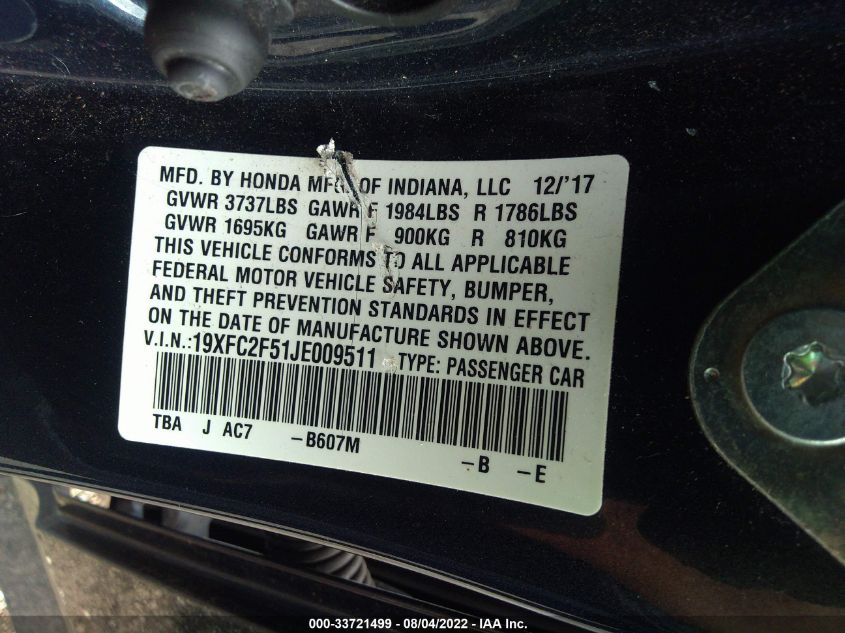 MFD. BY HONDA MFG. OF INDIANA, LLC 12/'17
GVWR 3737LBS GAWR F 1984LBS R 1786LBS
GVWR 1695KG GAWR F 900KG R 810KG
THIS VEHICLE CONFORMS TO ALL APPLICABLE
FEDERAL MOTOR VEHICLE SAFETY, BUMPER,
AND THEFT PREVENTION STANDARDS IN EFFECT
ON THE DATE OF MANUFACTURE SHOWN ABOVE.
V.I.N.:19XFC2F51JE009511 TYPE: PASSENGER CAR
TBA J AC7 -B607M -B -E
000-33721499 - 08/04/2022 - IAA Inc.